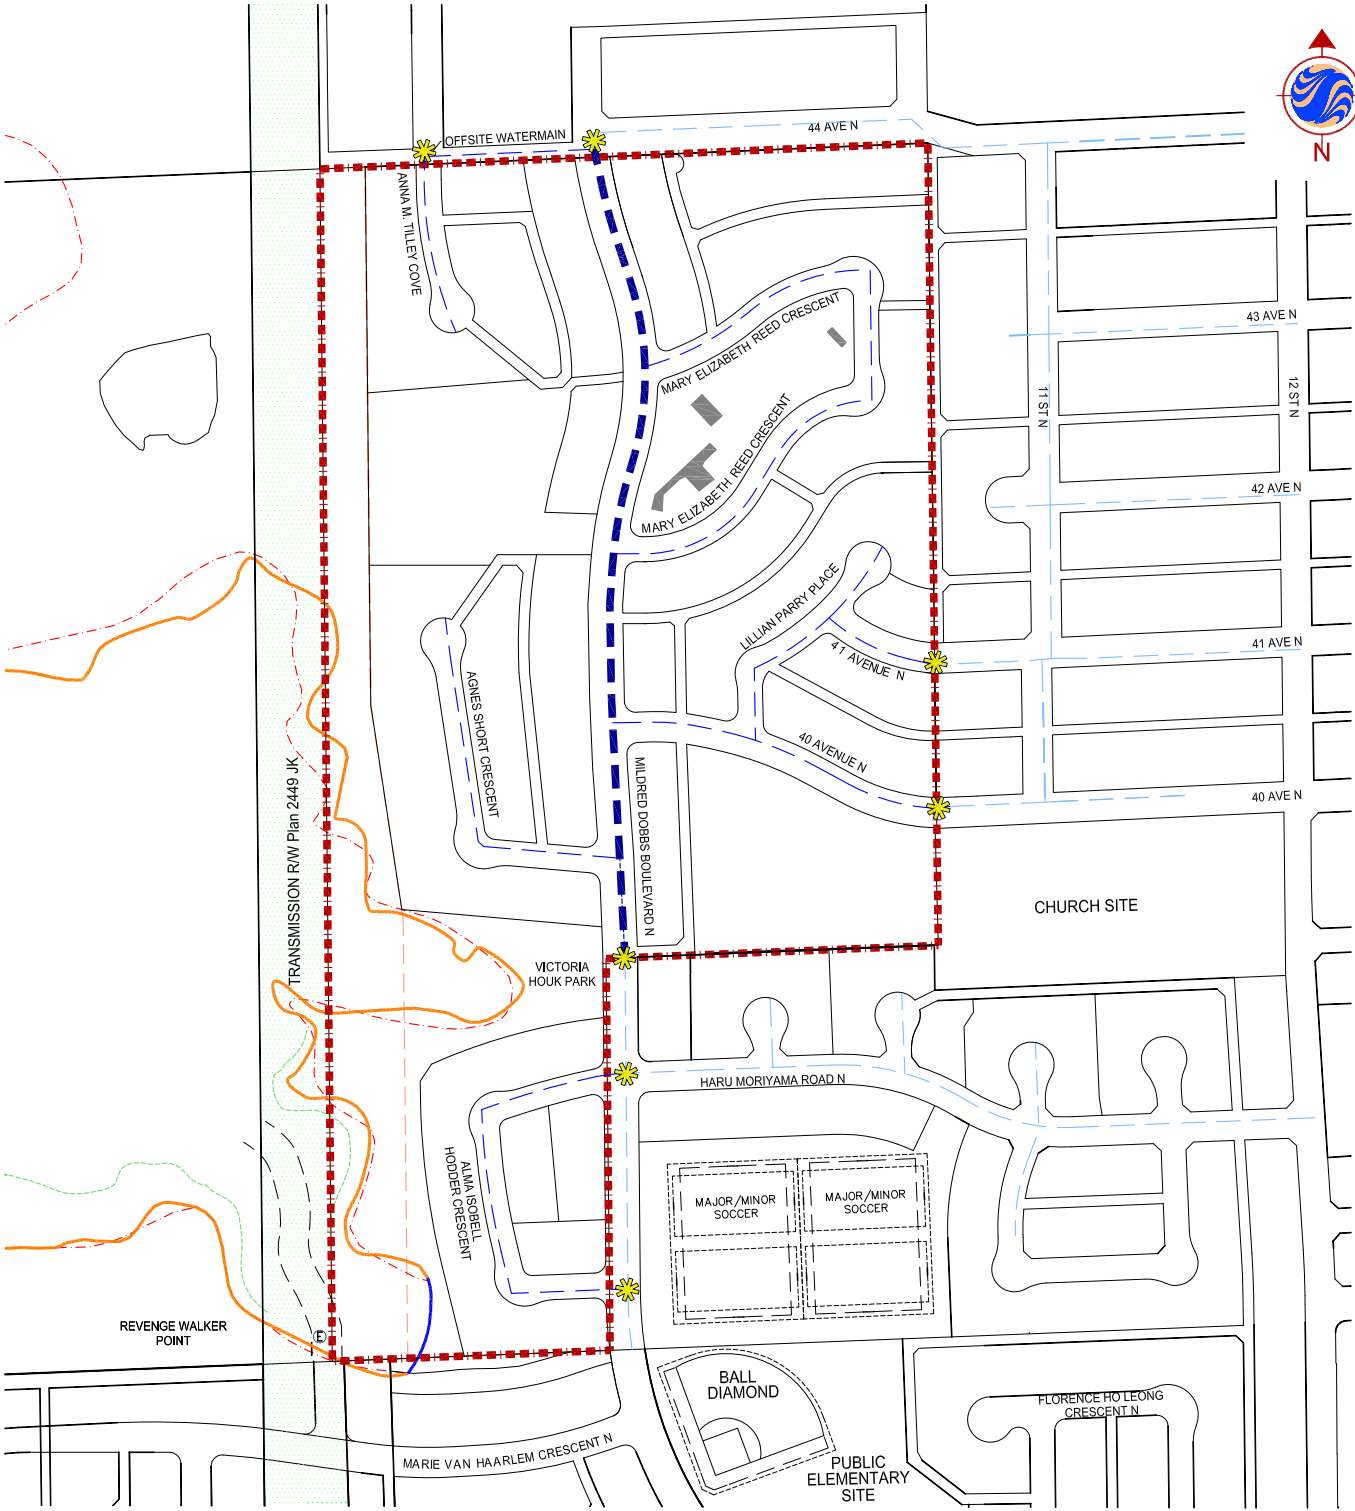 OFFSITE WATERMAIN
44 AVE N
N
ANNA M. TILLEY COVE
MARY ELIZABETH REED CRESCENT
43 AVE N
11 ST N
12 ST N
MARY ELIZABETH REED CRESCENT
42 AVE N
LILLIAN PARRY PLACE
41 AVENUE N
41 AVE N
AGNES SHORT CRESCENT
40 AVENUE N
40 AVE N
MILDRED DOBBS BOULEVARD N
TRANSMISSION R/W Plan 2449 JK
CHURCH SITE
VICTORIA
HOUK PARK
HARU MORIYAMA ROAD N
ALMA ISOBELL
HODDER CRESCENT
MAJOR/MINOR
SOCCER
MAJOR/MINOR
SOCCER
REVENGE WALKER
POINT
E
BALL
DIAMOND
FLORENCE HO LEONG
CRESCENT N
MARIE VAN HAARLEM CRESCENT N
PUBLIC
ELEMENTARY
SITE